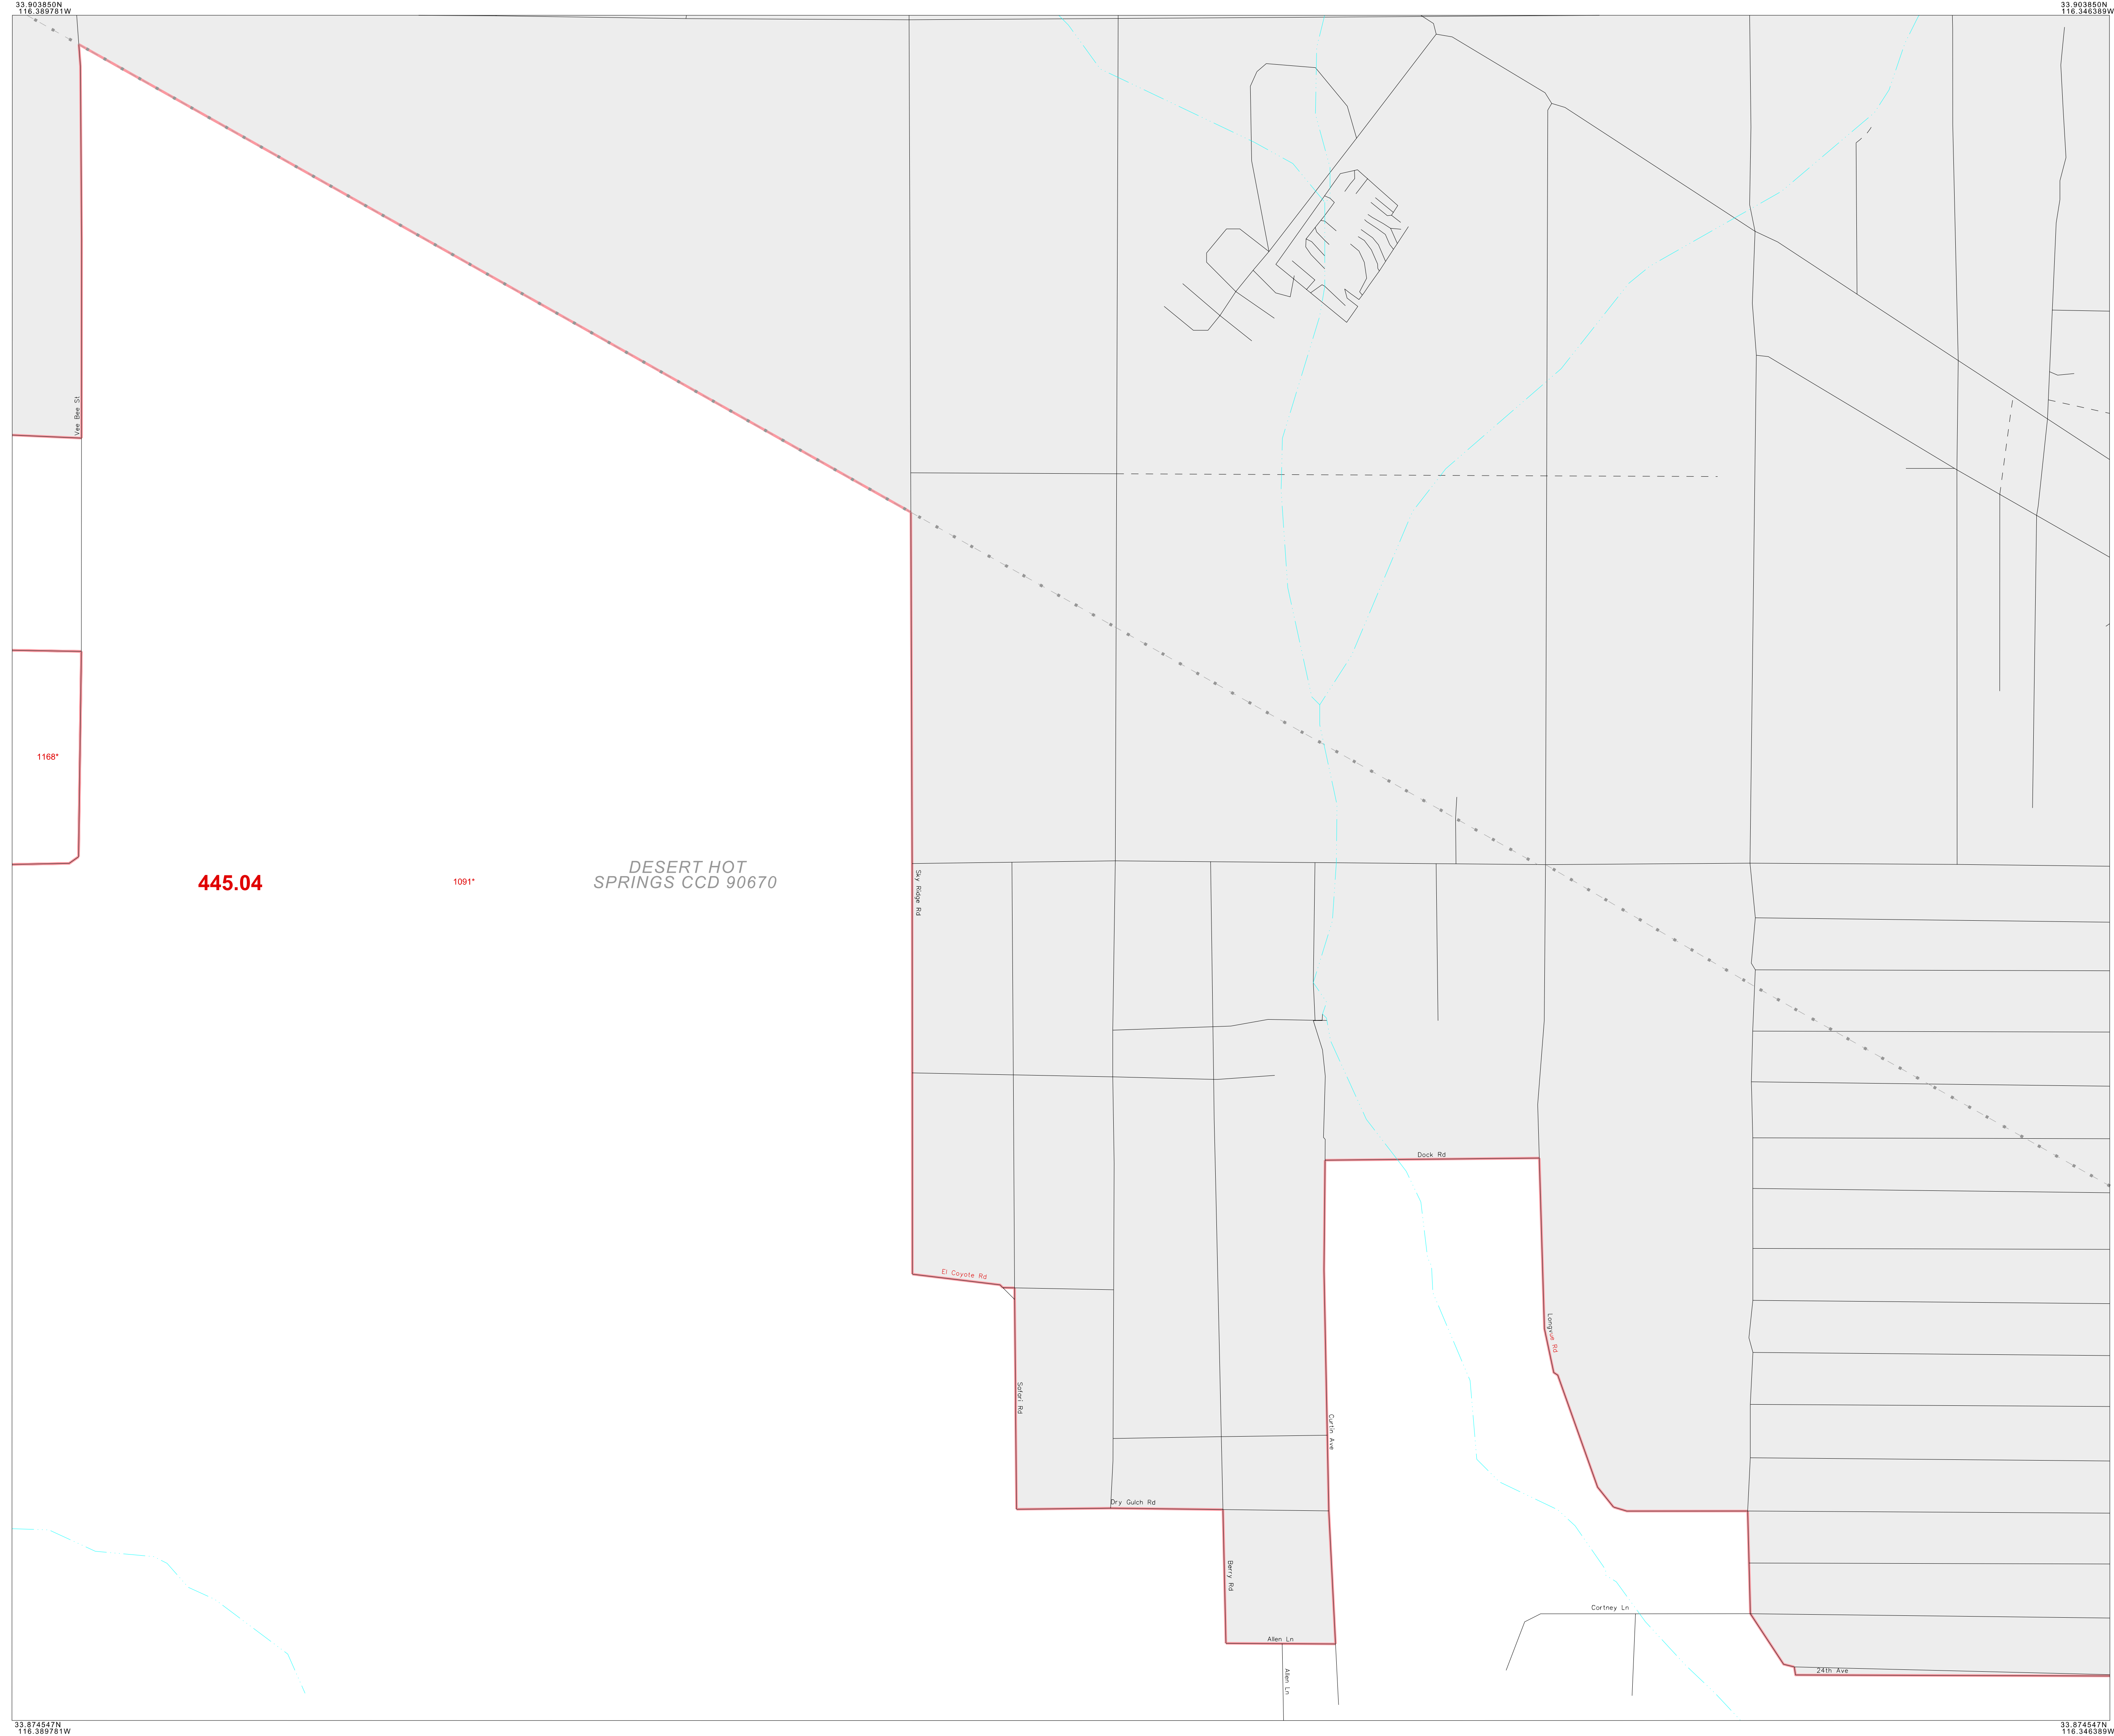 33.903850N
116.389781W
33.903850N
116.346389W
Vee Bee St
1168*
445.04
1091*
DESERT HOT
SPRINGS CCD 90670
Sky Ridge Rd
Dock Rd
El Coyote Rd
Longvue Rd
Safari Rd
Curtin Ave
Dry Gulch Rd
Berry Rd
Cortney Ln
Allen Ln
Allen Ln
24th Ave
33.874547N
116.389781W
33.874547N
116.346389W